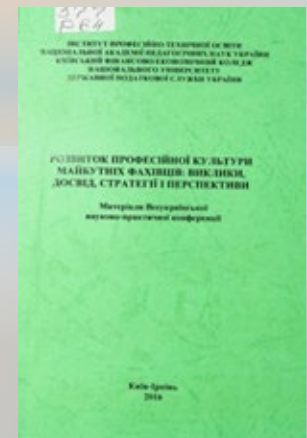 ІНСТИТУТ ПРОФЕСІЙНО-ТЕХНІЧНОЇ ОСВІТИ
НАЦІОНАЛЬНОЇ АКАДЕМІЇ ПЕДАГОГІЧНИХ НАУК УКРАЇНИ
КИЇВСЬКИЙ ФІНАНСОВО-ЕКОНОМІЧНИЙ КОЛЕДЖ
НАЦІОНАЛЬНОГО УНІВЕРСИТЕТУ
ДЕРЖАВНОЇ ПОДАТКОВОЇ СЛУЖБИ УКРАЇНИ
РОЗВИТОК ПРОФЕСІЙНОЇ КУЛЬТУРИ
МАЙБУТНІХ ФАХІВЦІВ: ВИКЛИКИ,
ДОСВІД, СТРАТЕГІЇ І ПЕРСПЕКТИВИ
Матеріали Всеукраїнської
науково-практичної конференції
Київ-Ірпінь
2016